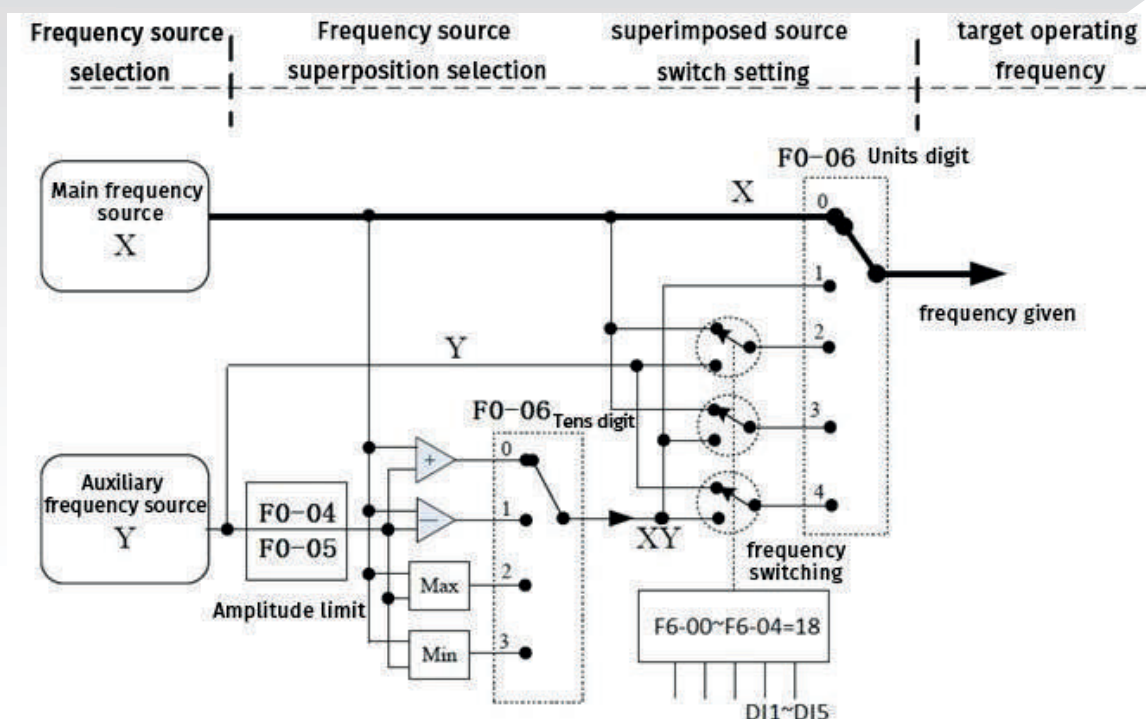 Frequency source
selection
Frequency source
superposition selection
superimposed source
switch setting
target operating
frequency
F0-06 Units digit
Main frequency
source
X
X
0
1
2
3
4
frequency given
Y
F0-06 Tens digit
0
1
2
3
+
−
Max
Min
Auxiliary
frequency source
Y
F0-04
F0-05
Amplitude limit
XY
frequency
switching
F6-00~F6-04=18
DI1~DI5